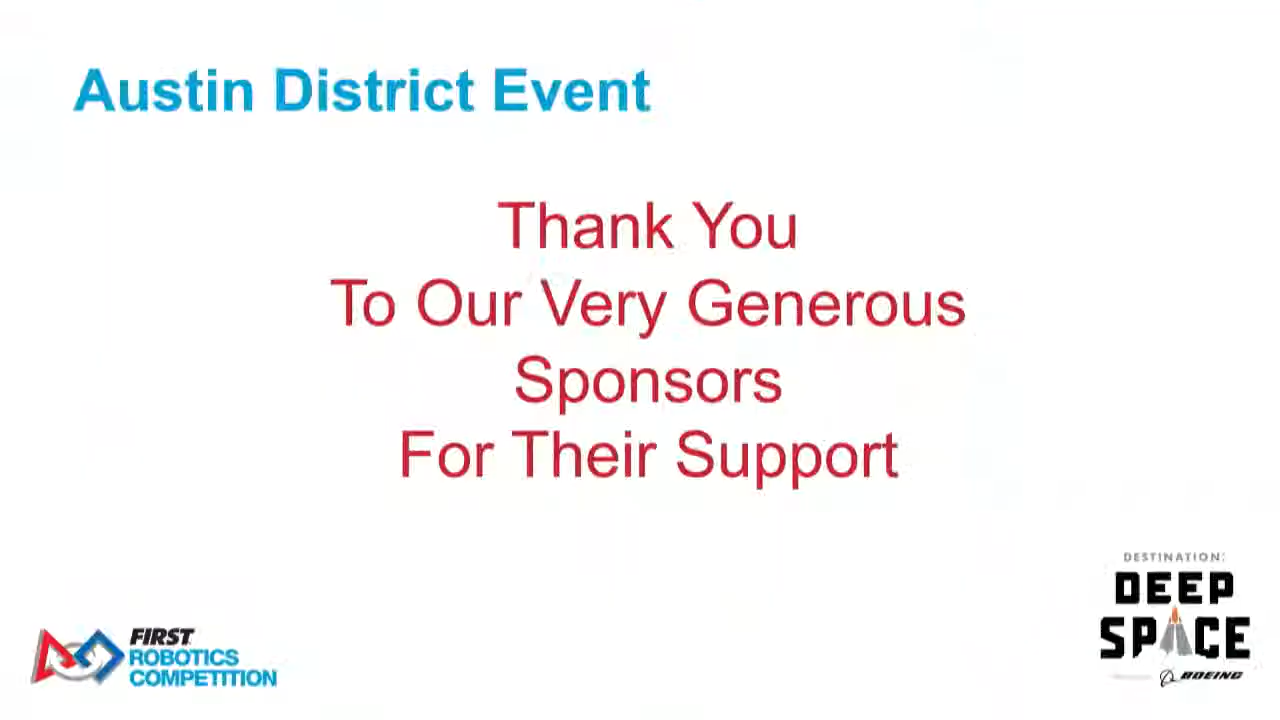 Austin District Event
Thank You
To Our Very Generous
Sponsors
For Their Support
DESTINATION:
DEEP
SPACE
BOEING
FIRST
ROBOTICS
COMPETITION